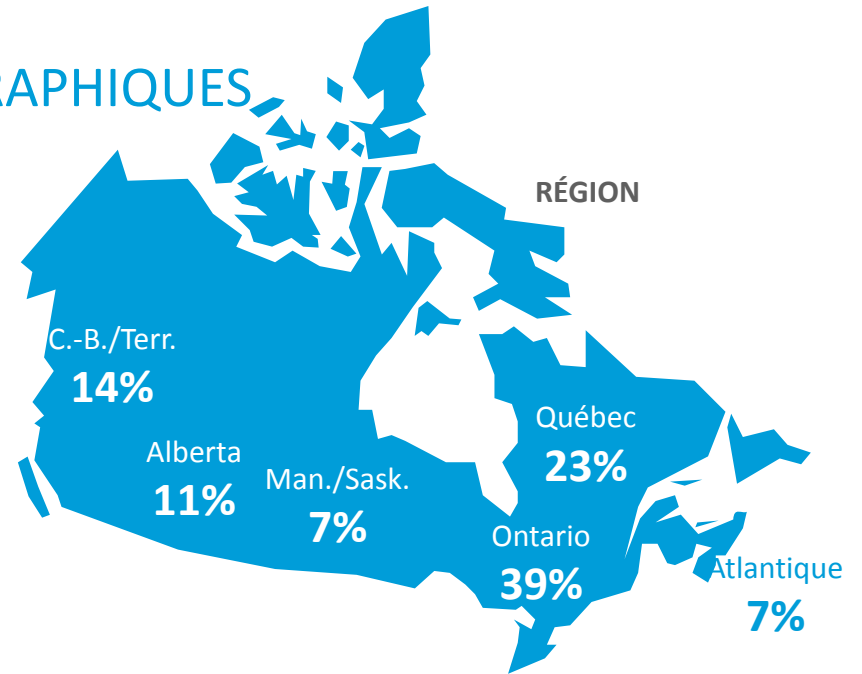 RAPHIQUES
RÉGION
C.-B./Terr.
14%
Alberta
11%
Man./Sask.
7%
Québec
23%
Ontario
39%
Atlantique
7%